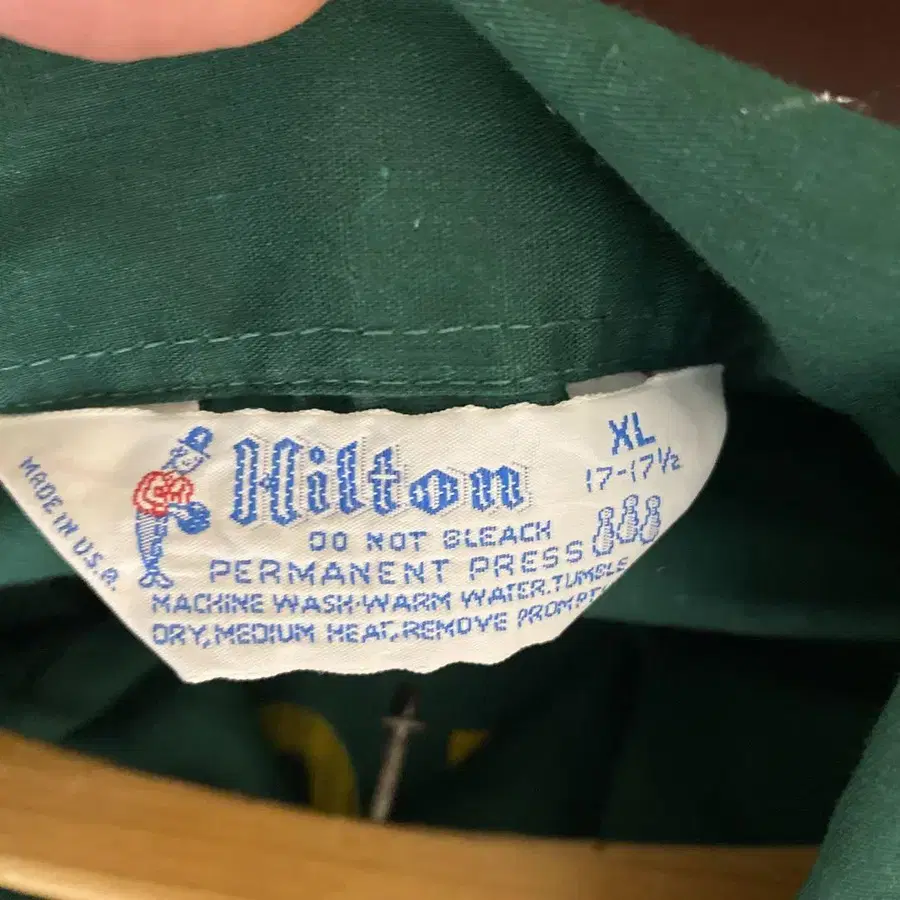 MADE IN U.S.A.
Hilton
XL
17-17½
DO NOT BLEACH
PERMANENT PRESS
MACHINE WASH·WARM WATER.TUMBLE
DRY,MEDIUM HEAT,REMOVE